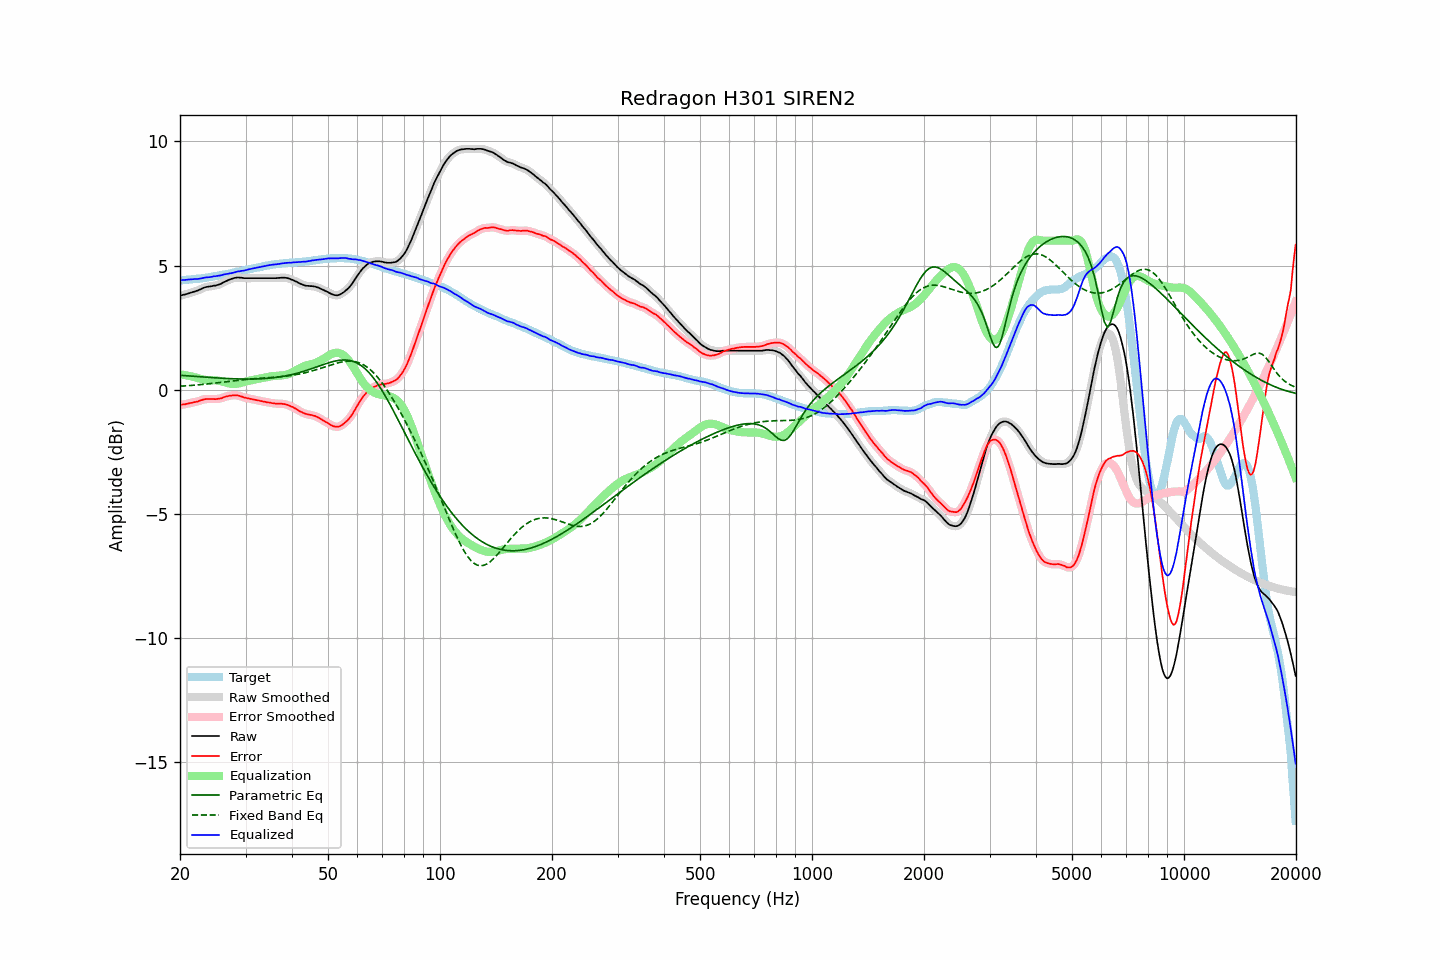 Redragon H301 SIREN2
Amplitude (dBr)
10
5
0
−5
−10
−15
Target
Raw Smoothed
Error Smoothed
Raw
Error
Equalization
Parametric Eq
Fixed Band Eq
Equalized
20 50 100 200 500 1000 2000 5000 10000 20000
Frequency (Hz)